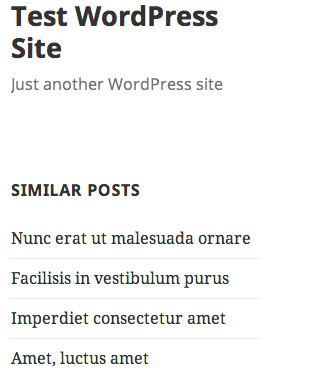 Test WordPress
Site
Just another WordPress site
SIMILAR POSTS
Nunc erat ut malesuada ornare
Facilisis in vestibulum purus
Imperdiet consectetur amet
Amet, luctus amet